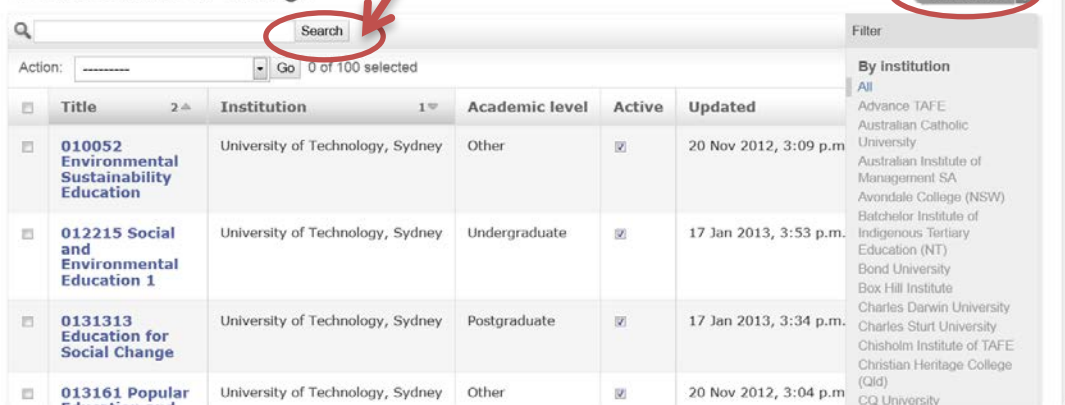 Search
Action: --------- Go 0 of 100 selected
Title 2 Institution 1 Academic level Active Updated
010052 University of Technology, Sydney Other 20 Nov 2012, 3:09 p.m
Environmental
Sustainability
Education
012215 Social University of Technology, Sydney Undergraduate 17 Jan 2013, 3:53 p.m.
and
Environmental
Education 1
0131313 University of Technology, Sydney Postgraduate 17 Jan 2013, 3:34 p.m.
Education for
Social Change
013161 Popular University of Technology, Sydney Other 20 Nov 2012, 3:04 p.m
Filter
By institution
All
Advance TAFE
Australian Catholic
University
Australian Institute of
Management SA
Avondale College (NSW)
Batchelor Institute of
Indigenous Tertiary
Education (NT)
Bond University
Box Hill Institute
Charles Darwin University
Charles Sturt University
Chisholm Institute of TAFE
Christian Heritage College
(Qld)
CQ University